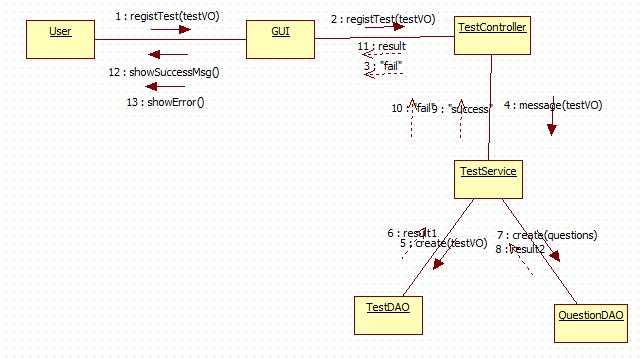 1 : registTest(testVO)
2 : registTest(testVO)
User
GUI
TestController
11 : result
3 : "fail"
12 : showSuccessMsg()
13 : showError()
10 : "fail"
9 : "success"
4 : message(testVO)
TestService
6 : result1
5 : create(testVO)
7 : create(questions)
8 : result2
TestDAO
QuestionDAO